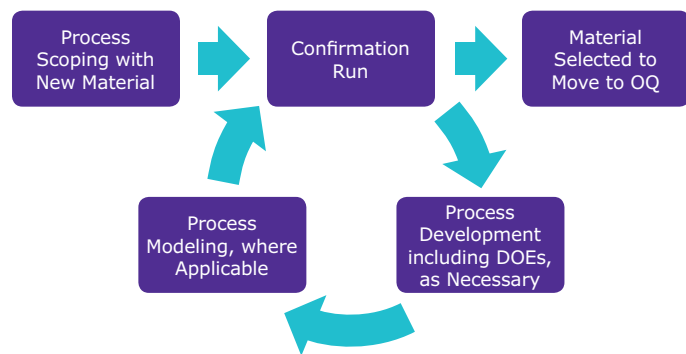 Process
Scoping with
New Material
Confirmation
Run
Material
Selected to
Move to OQ
Process
Modeling, where
Applicable
Process
Development
including DOEs,
as Necessary